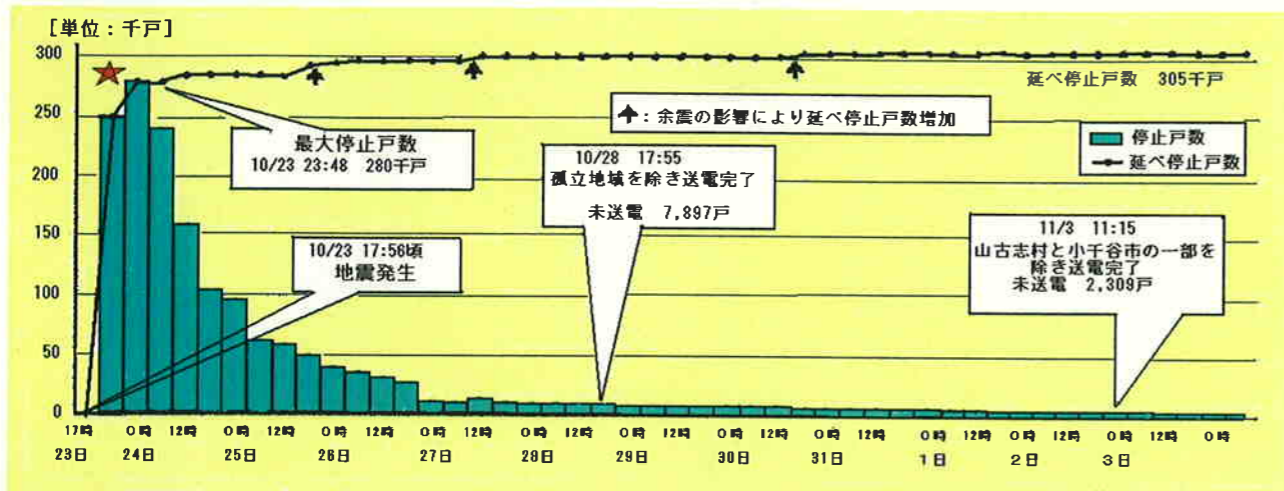 [単位：千戸]
300
250
200
150
100
50
0
延べ停止戸数 305千戸
：余震の影響により延べ停止戸数増加
停止戸数
延べ停止戸数
最大停止戸数
10/23 23:48 280千戸
10/28 17:55
孤立地域を除き送電完了
未送電 7,897戸
10/23 17:56頃
地震発生
11/3 11:15
山古志村と小千谷市の一部を
除き送電完了
未送電 2,309戸
17時 0時 12時 0時 12時 0時 12時 0時 12時 0時 12時 0時 12時 0時 12時 0時 12時 0時 12時 0時 12時 0時 12時 0時
23日 24日 25日 26日 27日 28日 29日 30日 31日 1日 2日 3日